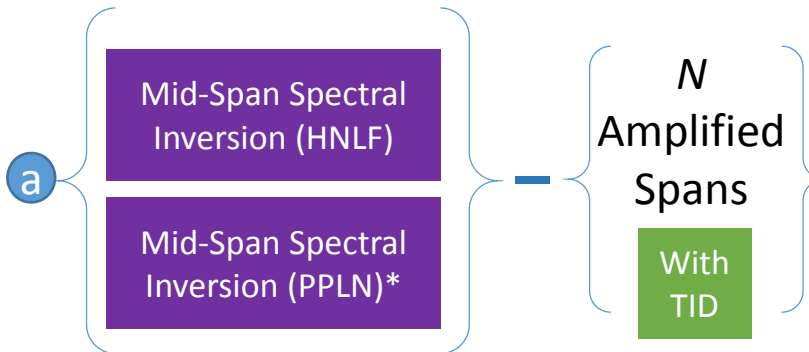 a
Mid-Span Spectral
Inversion (HNLF)
Mid-Span Spectral
Inversion (PPLN)*
N
Amplified
Spans
With
TID